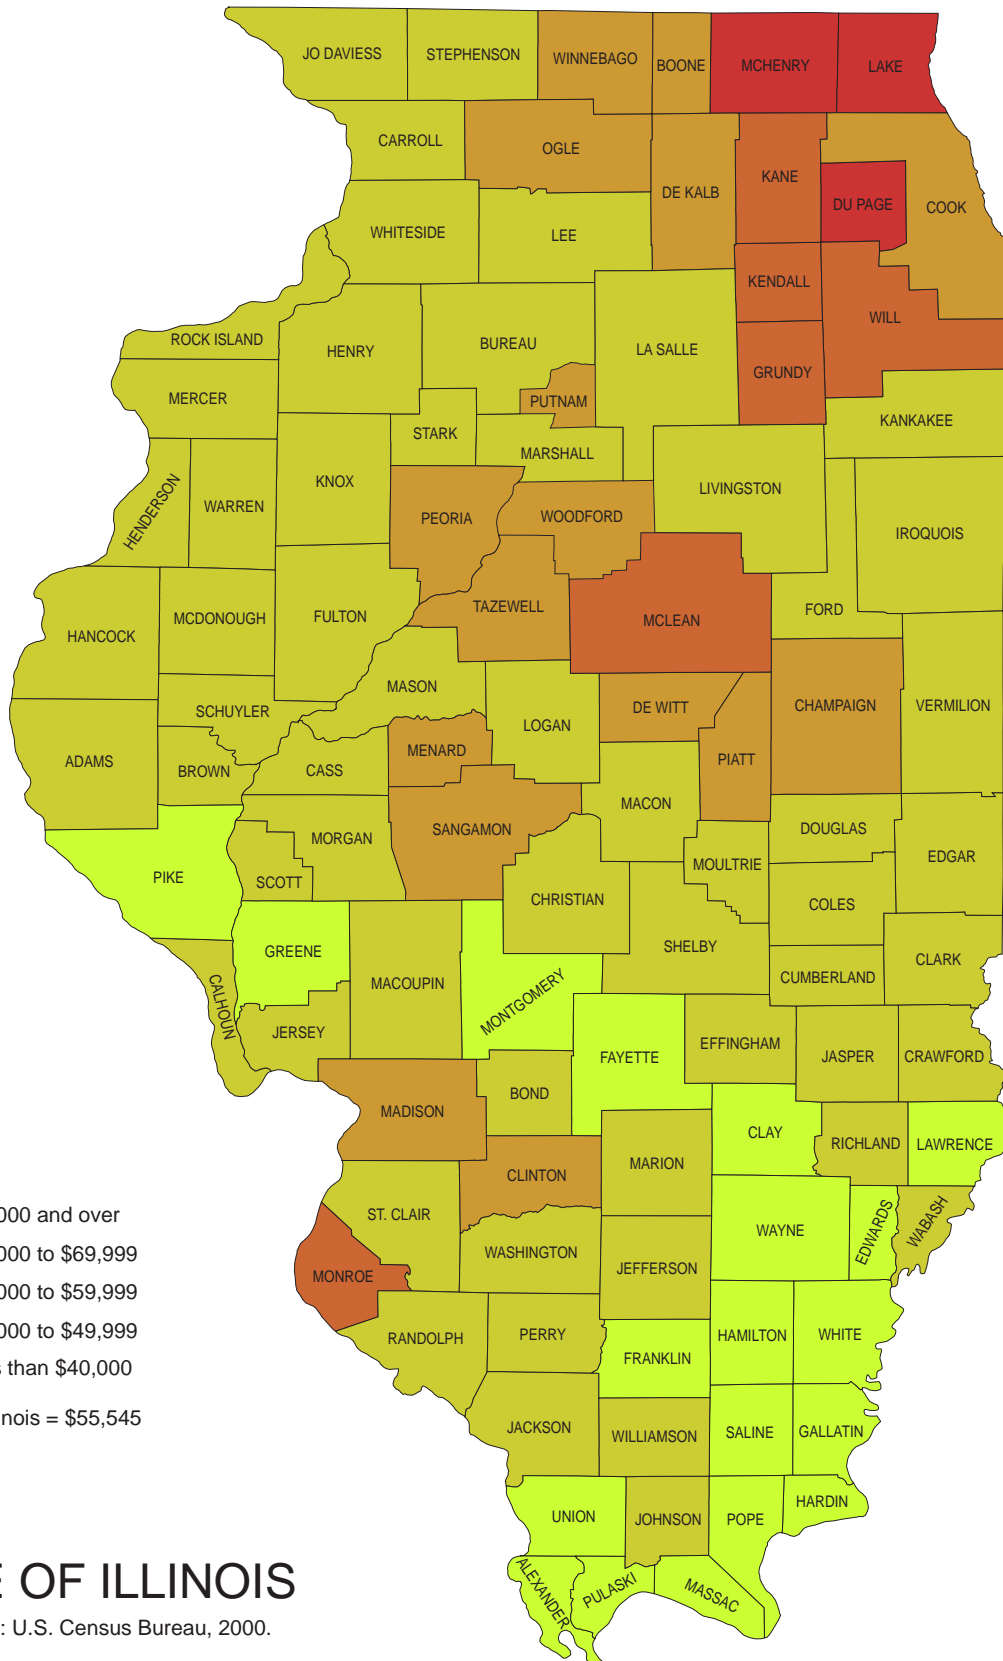 JO DAVIESS
STEPHENSON
WINNEBAGO
BOONE
MCHENRY
LAKE
CARROLL
OGLE
DE KALB
KANE
DU PAGE
COOK
WHITESIDE
LEE
KENDALL
WILL
ROCK ISLAND
HENRY
BUREAU
LA SALLE
GRUNDY
MERCER
PUTNAM
KANKAKEE
STARK
MARSHALL
HENDERSON
WARREN
KNOX
PEORIA
WOODFORD
LIVINGSTON
IROQUOIS
HANCOCK
MCDONOUGH
FULTON
TAZEWELL
MCLEAN
FORD
MASON
SCHUYLER
LOGAN
DE WITT
CHAMPAIGN
VERMILION
ADAMS
BROWN
CASS
MENARD
PIATT
MACON
MORGAN
SANGAMON
DOUGLAS
EDGAR
PIKE
SCOTT
MOULTRIE
CHRISTIAN
COLES
GREENE
SHELBY
CLARK
CALHOUN
MACOUPIN
MONTGOMERY
CUMBERLAND
JERSEY
FAYETTE
EFFINGHAM
JASPER
CRAWFORD
BOND
MADISON
CLAY
RICHLAND
LAWRENCE
CLINTON
MARION
ST. CLAIR
WAYNE
EDWARDS
WABASH
WASHINGTON
JEFFERSON
MONROE
RANDOLPH
PERRY
HAMILTON
WHITE
FRANKLIN
JACKSON
WILLIAMSON
SALINE
GALLATIN
HARDIN
UNION
JOHNSON
POPE
ALEXANDER
PULASKI
MASSAC
000 and over
000 to $69,999
000 to $59,999
000 to $49,999
s than $40,000
nois = $55,545
E OF ILLINOIS
: U.S. Census Bureau, 2000.